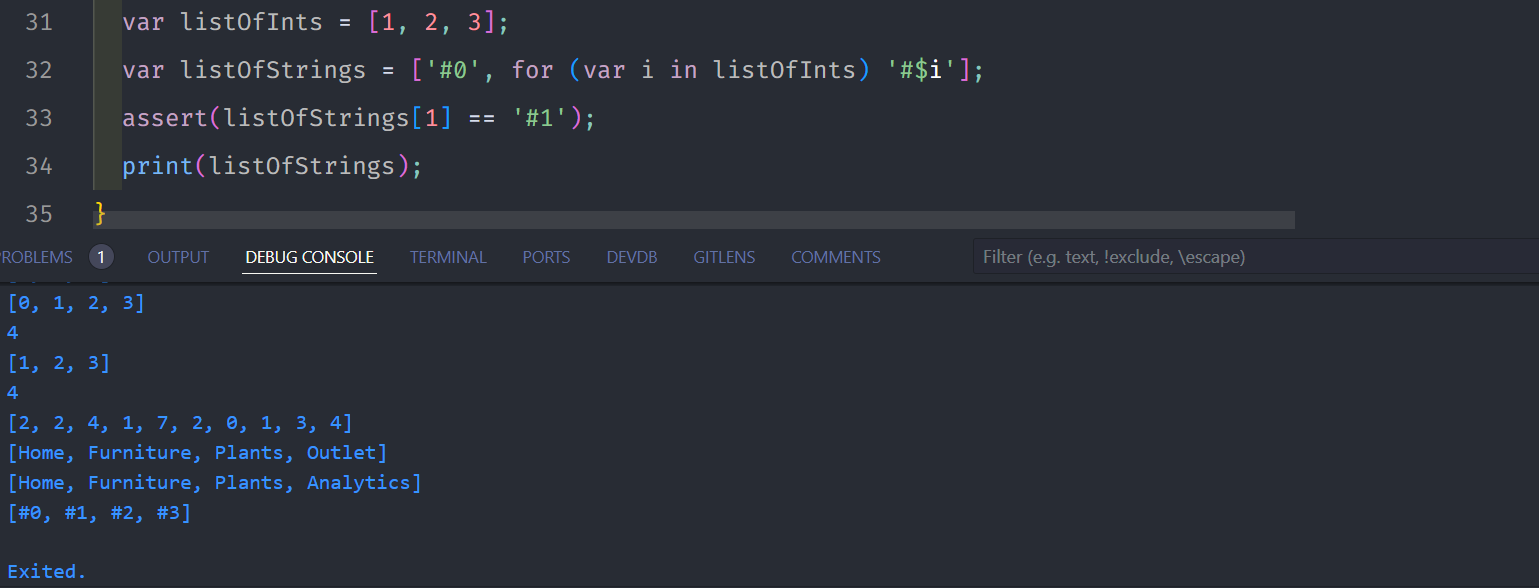 31 var listOfInts = [1, 2, 3];
32 var listOfStrings = ['#0', for (var i in listOfInts) '#$i'];
33 assert(listOfStrings[1] == '#1');
34 print(listOfStrings);
35 }
ROBLEMS 1 OUTPUT DEBUG CONSOLE TERMINAL PORTS DEVDB GITLENS COMMENTS Filter (e.g. text, !exclude, \escape)
[0, 1, 2, 3]
4
[1, 2, 3]
4
[2, 2, 4, 1, 7, 2, 0, 1, 3, 4]
[Home, Furniture, Plants, Outlet]
[Home, Furniture, Plants, Analytics]
[#0, #1, #2, #3]
Exited.